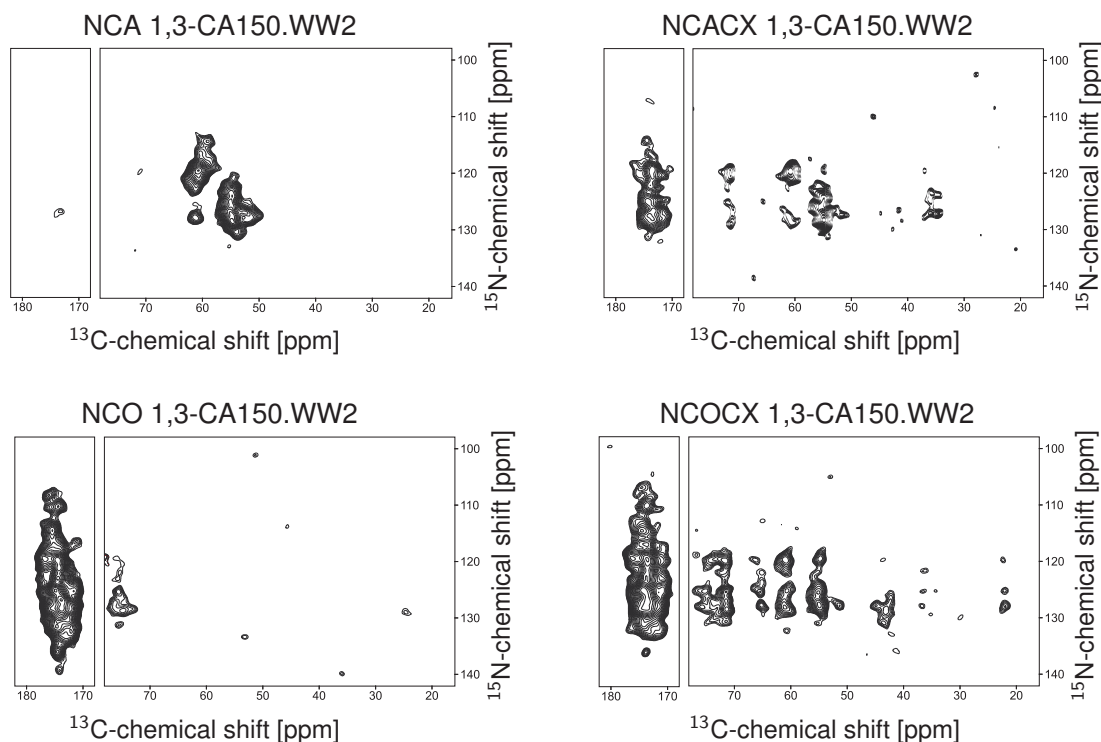 NCA 1,3-CA150.WW2
100
110
120
130
140
180 170 70 60 50 40 30 20
¹⁵N-chemical shift [ppm]
¹³C-chemical shift [ppm]
NCACX 1,3-CA150.WW2
100
110
120
130
140
180 170 70 60 50 40 30 20
¹⁵N-chemical shift [ppm]
¹³C-chemical shift [ppm]
NCO 1,3-CA150.WW2
100
110
120
130
140
180 170 70 60 50 40 30 20
¹⁵N-chemical shift [ppm]
¹³C-chemical shift [ppm]
NCOCX 1,3-CA150.WW2
100
110
120
130
140
180 170 70 60 50 40 30 20
¹⁵N-chemical shift [ppm]
¹³C-chemical shift [ppm]